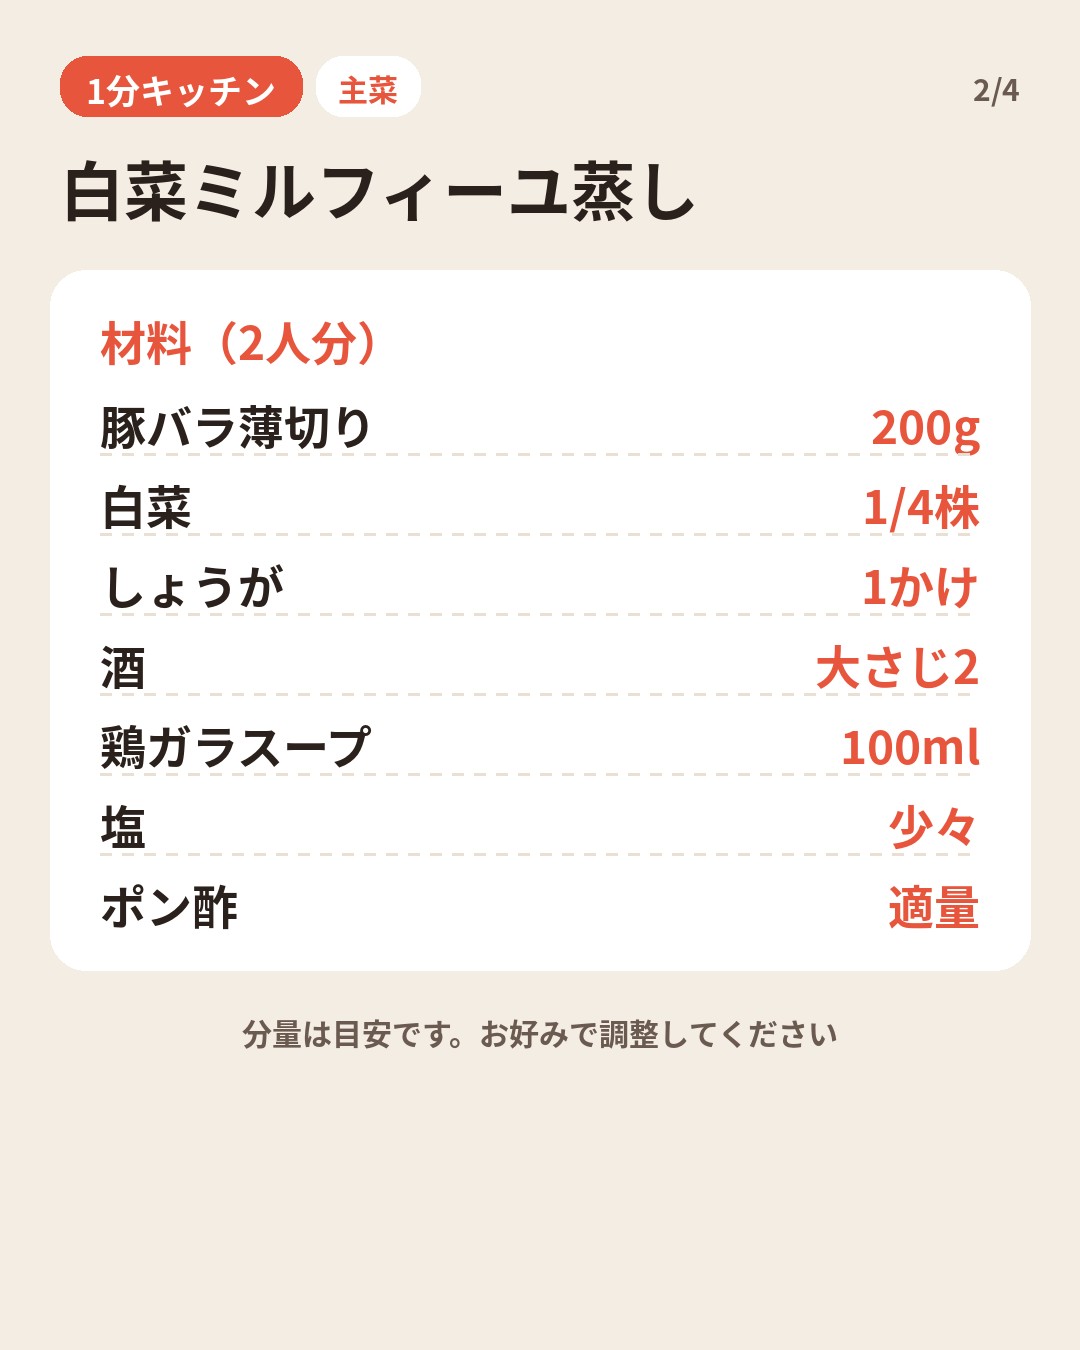 1分キッチン 主菜 2/4
白菜ミルフィーユ蒸し
材料（2人分）
豚バラ薄切り 200g
白菜 1/4株
しょうが 1かけ
酒 大さじ2
鶏ガラスープ 100ml
塩 少々
ポン酢 適量
分量は目安です。お好みで調整してください